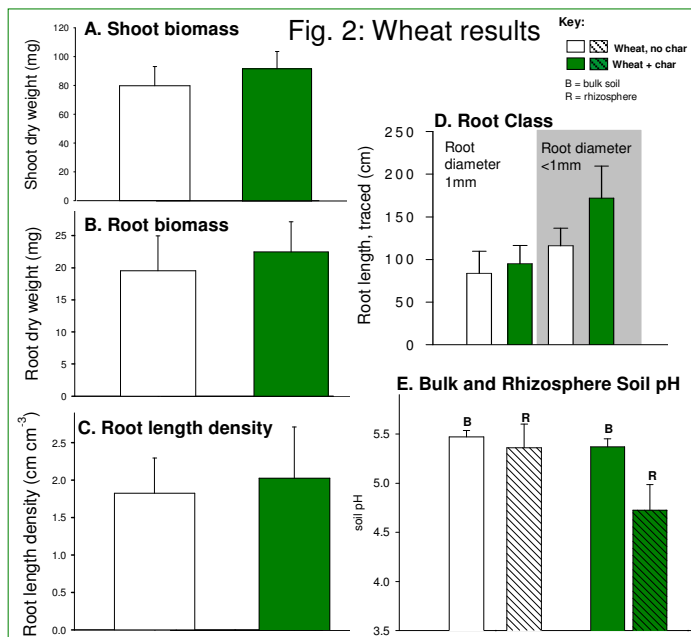 Fig. 2: Wheat results
Key:
Wheat, no char
Wheat + char
B = bulk soil
R = rhizosphere
A. Shoot biomass
Shoot dry weight (mg)
120
100
80
60
40
20
0
B. Root biomass
Root dry weight (mg)
25
20
15
10
5
0
C. Root length density
Root length density (cm cm⁻³)
2.5
2.0
1.5
1.0
0.5
0.0
D. Root Class
Root length, traced (cm)
250
200
150
100
50
0
Root
diameter
1mm
Root diameter
<1mm
E. Bulk and Rhizosphere Soil pH
soil pH
5.5
5.0
4.5
3.5
B
R
B
R